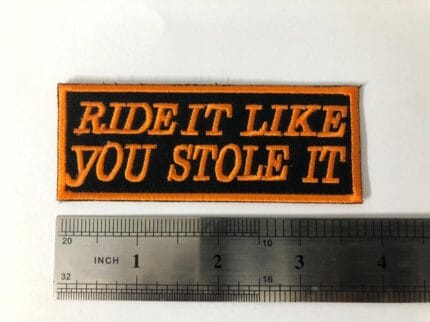 RIDE IT LIKE
yOU STOLE IT
20 10
INCH 1 2 3 4
32 16